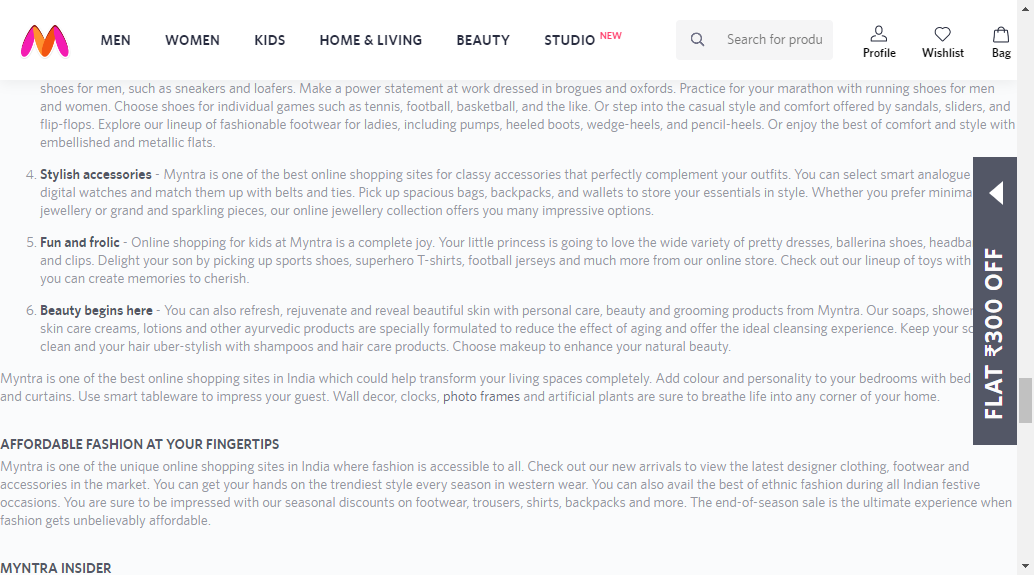 MEN WOMEN KIDS HOME & LIVING BEAUTY STUDIO NEW Search for produ Profile Wishlist Bag
shoes for men, such as sneakers and loafers. Make a power statement at work dressed in brogues and oxfords. Practice for your marathon with running shoes for men
and women. Choose shoes for individual games such as tennis, football, basketball, and the like. Or step into the casual style and comfort offered by sandals, sliders, and
flip-flops. Explore our lineup of fashionable footwear for ladies, including pumps, heeled boots, wedge-heels, and pencil-heels. Or enjoy the best of comfort and style with
embellished and metallic flats.
4. Stylish accessories - Myntra is one of the best online shopping sites for classy accessories that perfectly complement your outfits. You can select smart analogue
digital watches and match them up with belts and ties. Pick up spacious bags, backpacks, and wallets to store your essentials in style. Whether you prefer minima
jewellery or grand and sparkling pieces, our online jewellery collection offers you many impressive options.
5. Fun and frolic - Online shopping for kids at Myntra is a complete joy. Your little princess is going to love the wide variety of pretty dresses, ballerina shoes, headba
and clips. Delight your son by picking up sports shoes, superhero T-shirts, football jerseys and much more from our online store. Check out our lineup of toys with
you can create memories to cherish.
6. Beauty begins here - You can also refresh, rejuvenate and reveal beautiful skin with personal care, beauty and grooming products from Myntra. Our soaps, shower
skin care creams, lotions and other ayurvedic products are specially formulated to reduce the effect of aging and offer the ideal cleansing experience. Keep your sc
clean and your hair uber-stylish with shampoos and hair care products. Choose makeup to enhance your natural beauty.
Myntra is one of the best online shopping sites in India which could help transform your living spaces completely. Add colour and personality to your bedrooms with bed
and curtains. Use smart tableware to impress your guest. Wall decor, clocks, photo frames and artificial plants are sure to breathe life into any corner of your home.
FLAT ₹300 OFF
AFFORDABLE FASHION AT YOUR FINGERTIPS
Myntra is one of the unique online shopping sites in India where fashion is accessible to all. Check out our new arrivals to view the latest designer clothing, footwear and
accessories in the market. You can get your hands on the trendiest style every season in western wear. You can also avail the best of ethnic fashion during all Indian festive
occasions. You are sure to be impressed with our seasonal discounts on footwear, trousers, shirts, backpacks and more. The end-of-season sale is the ultimate experience when
fashion gets unbelievably affordable.
MYNTRA INSIDER